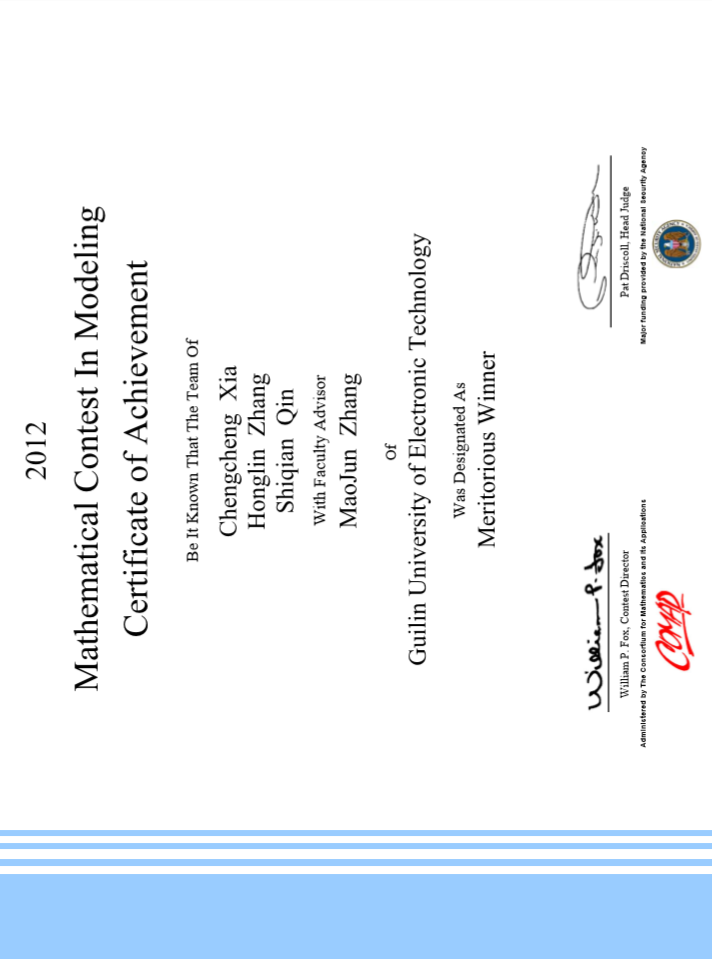 2012
Mathematical Contest In Modeling
Certificate of Achievement
Be It Known That The Team Of
Chengcheng Xia
Honglin Zhang
Shiqian Qin
With Faculty Advisor
MaoJun Zhang
of
Guilin University of Electronic Technology
Was Designated As
Meritorious Winner
William P. Fox
William P. Fox, Contest Director
Administered by The Consortium for Mathematics and its Applications
COMAP
Pat Driscoll, Head Judge
Major funding provided by the National Security Agency